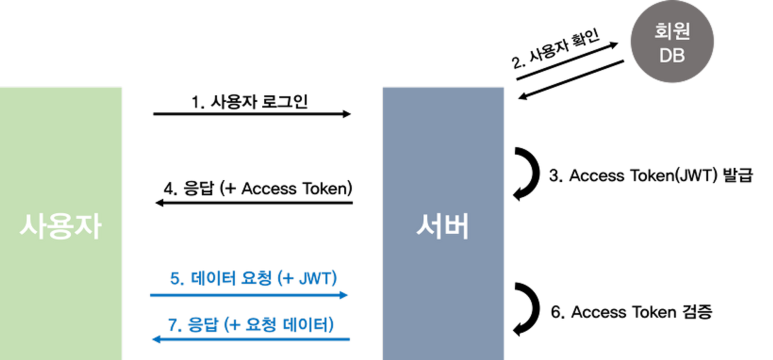 회원
DB
2. 사용자 확인
1. 사용자 로그인
3. Access Token(JWT) 발급
4. 응답 (+ Access Token)
사용자
서버
5. 데이터 요청 (+ JWT)
6. Access Token 검증
7. 응답 (+ 요청 데이터)